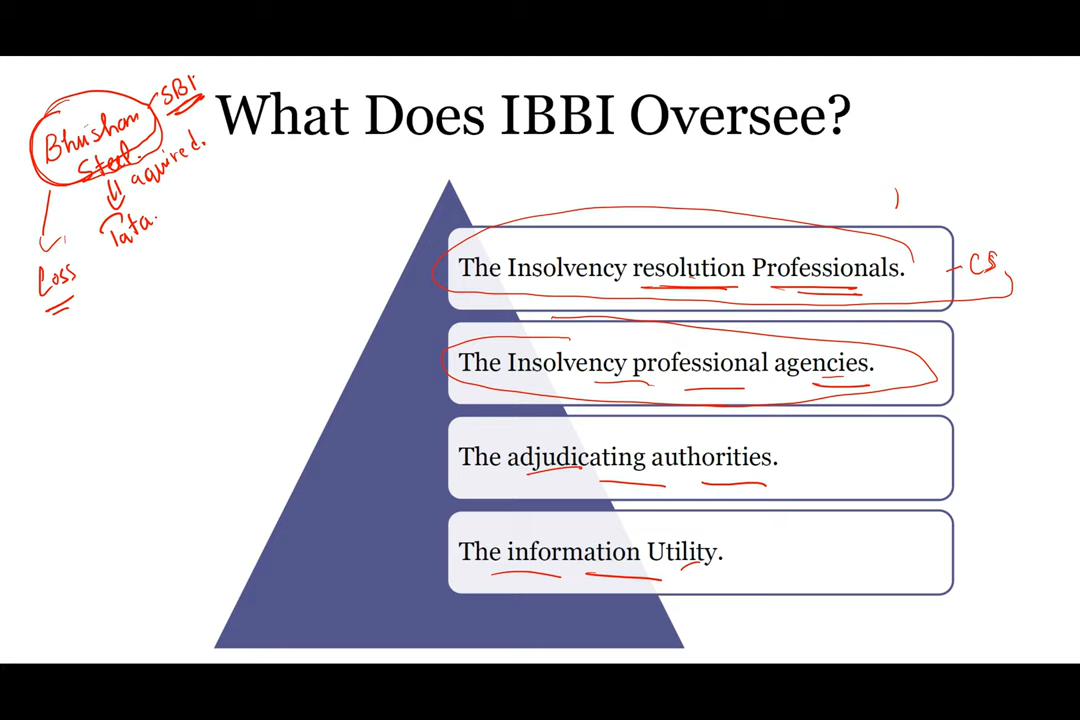 SBI
Bhushan
Steel.
aquired.
Tata.
Loss
What Does IBBI Oversee?
The Insolvency resolution Professionals.
- CS
The Insolvency professional agencies.
The adjudicating authorities.
The information Utility.